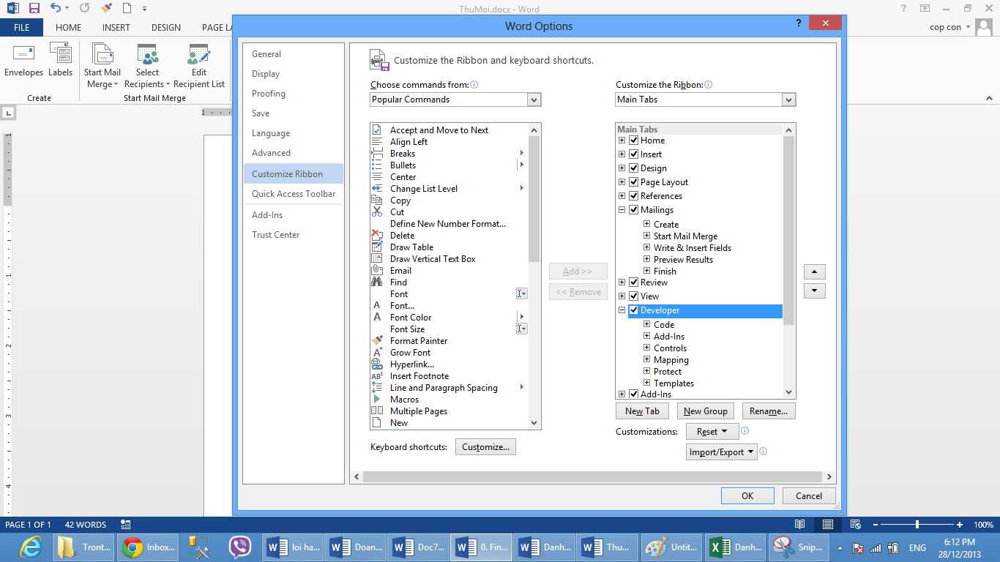 ThuMoi.docx - Word
FILE HOME INSERT DESIGN PAGE LA
cop con
Envelopes Labels
Start Mail Merge
Select Recipients
Edit Recipient List
Create
Start Mail Merge
Word Options
General
Display
Proofing
Save
Language
Advanced
Customize Ribbon
Quick Access Toolbar
Add-Ins
Trust Center
Customize the Ribbon and keyboard shortcuts.
Choose commands from:
Popular Commands
Accept and Move to Next
Align Left
Breaks
Bullets
Center
Change List Level
Copy
Cut
Define New Number Format...
Delete
Draw Table
Draw Vertical Text Box
Email
Find
Font
Font...
Font Color
Font Size
Format Painter
Grow Font
Hyperlink...
Insert Footnote
Line and Paragraph Spacing
Macros
Multiple Pages
New
Keyboard shortcuts: Customize...
Add >>
<< Remove
Customize the Ribbon:
Main Tabs
Main Tabs
Home
Insert
Design
Page Layout
References
Mailings
Create
Start Mail Merge
Write & Insert Fields
Preview Results
Finish
Review
View
Developer
Code
Add-Ins
Controls
Mapping
Protect
Templates
Add-Ins
New Tab New Group Rename...
Customizations: Reset
Import/Export
OK Cancel
PAGE 1 OF 1 42 WORDS 100%
Tront... Inbox... loi ha... Doan... Doc7... 0. Fin... Danh... Thu... Untit... Danh... Snip... ENG
6:12 PM
28/12/2013